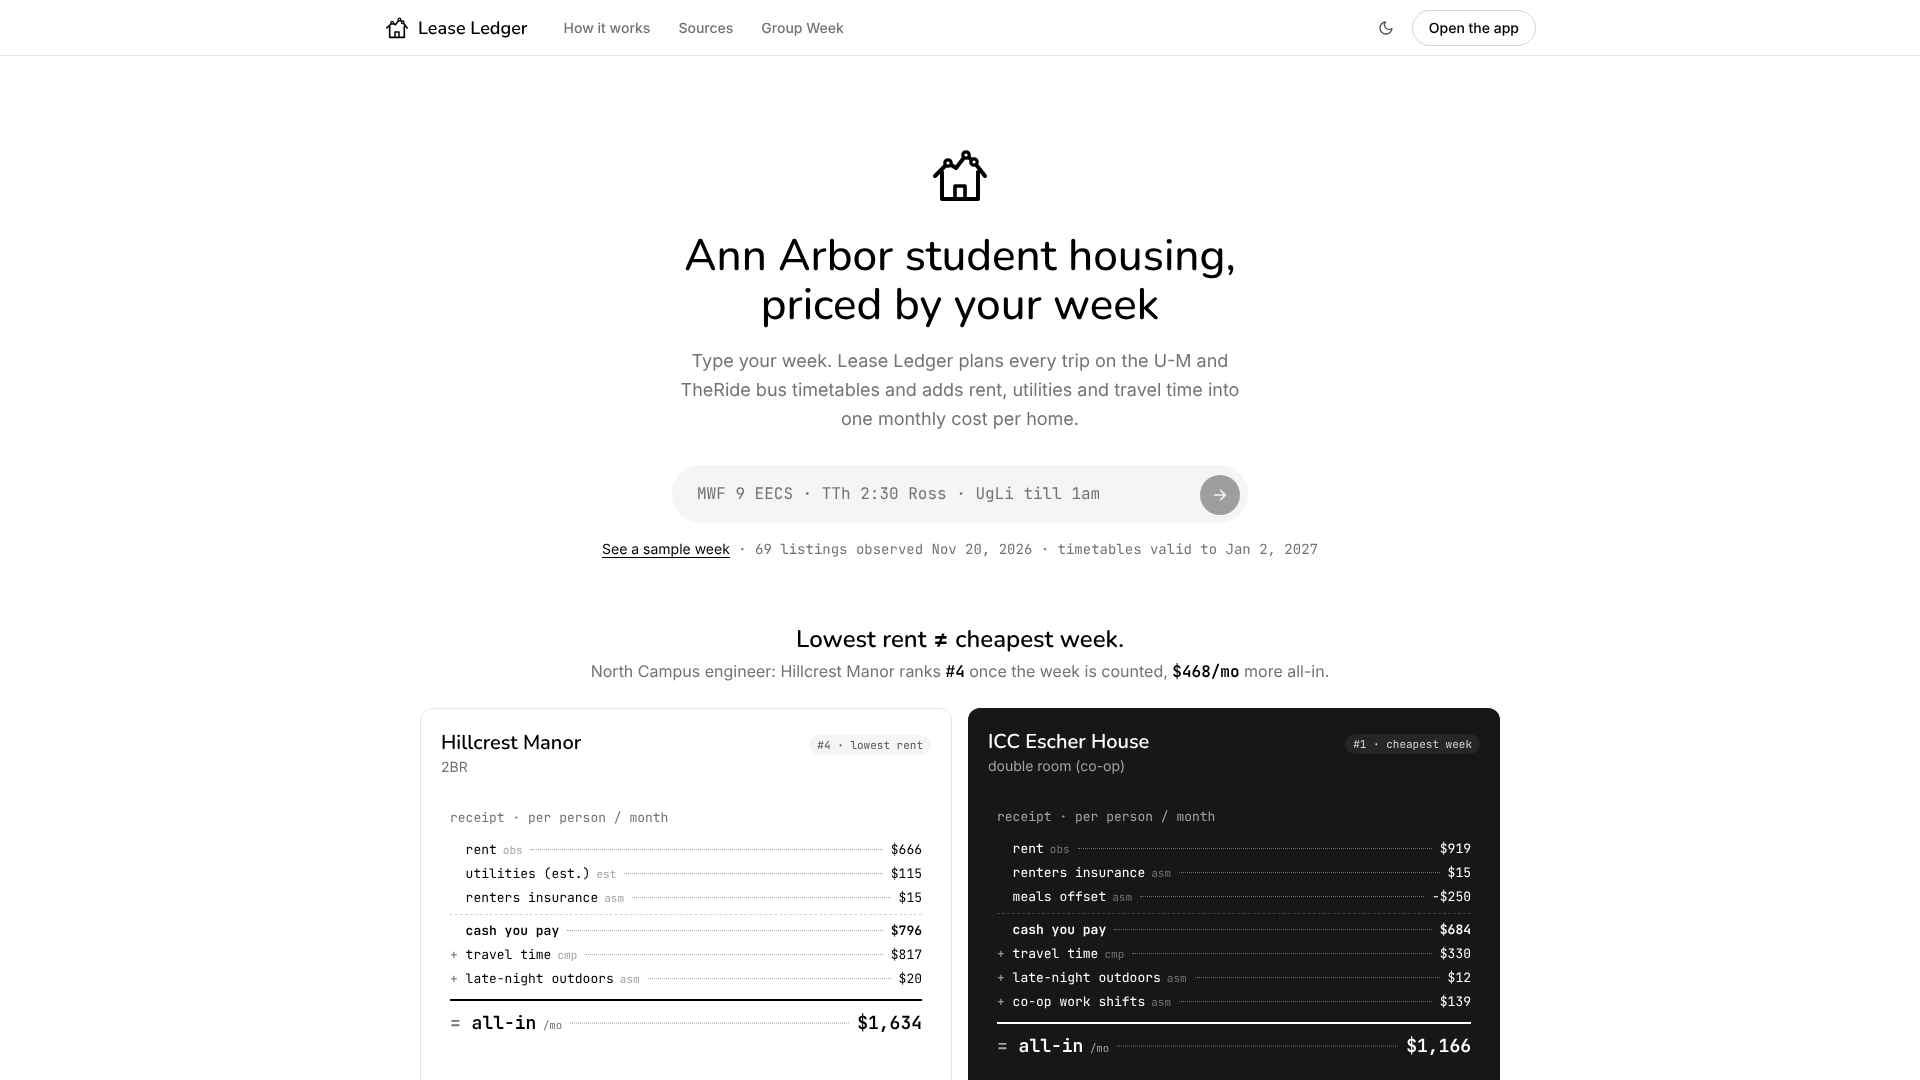 Lease Ledger How it works Sources Group Week Open the app
Ann Arbor student housing,
priced by your week
Type your week. Lease Ledger plans every trip on the U-M and
TheRide bus timetables and adds rent, utilities and travel time into
one monthly cost per home.
MWF 9 EECS · TTh 2:30 Ross · UgLi till 1am
See a sample week · 69 listings observed Nov 20, 2026 · timetables valid to Jan 2, 2027
Lowest rent ≠ cheapest week.
North Campus engineer: Hillcrest Manor ranks #4 once the week is counted, $468/mo more all-in.
Hillcrest Manor #4 · lowest rent
2BR
receipt · per person / month
rent obs $666
utilities (est.) est $115
renters insurance asm $15
cash you pay $796
+ travel time cmp $817
+ late-night outdoors asm $20
= all-in /mo $1,634
ICC Escher House #1 · cheapest week
double room (co-op)
receipt · per person / month
rent obs $919
renters insurance asm $15
meals offset asm -$250
cash you pay $684
+ travel time cmp $330
+ late-night outdoors asm $12
+ co-op work shifts asm $139
= all-in /mo $1,166